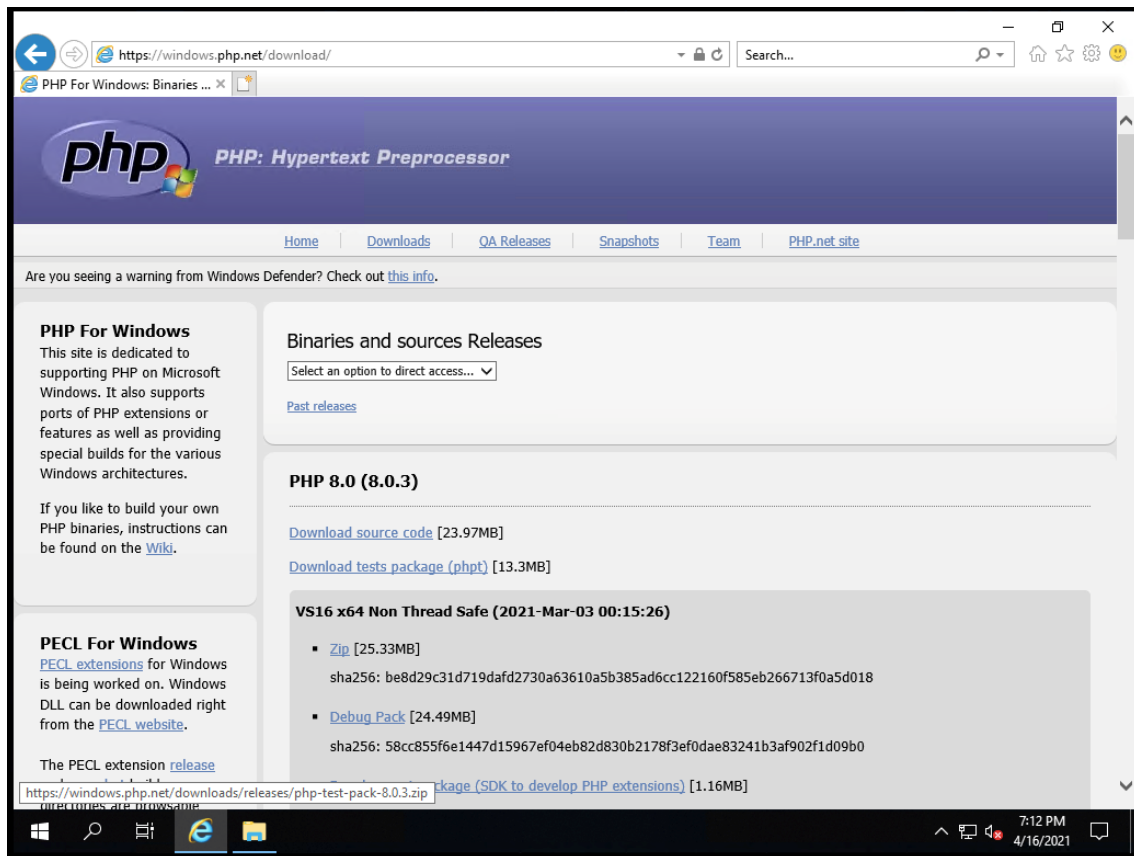 https://windows.php.net/download/
Search...
PHP For Windows: Binaries ...
php
PHP: Hypertext Preprocessor
Home
Downloads
QA Releases
Snapshots
Team
PHP.net site
Are you seeing a warning from Windows Defender? Check out this info.
PHP For Windows
This site is dedicated to
supporting PHP on Microsoft
Windows. It also supports
ports of PHP extensions or
features as well as providing
special builds for the various
Windows architectures.
If you like to build your own
PHP binaries, instructions can
be found on the Wiki.
PECL For Windows
PECL extensions for Windows
is being worked on. Windows
DLL can be downloaded right
from the PECL website.
The PECL extension release
directories are browsable
Binaries and sources Releases
Select an option to direct access...
Past releases
PHP 8.0 (8.0.3)
Download source code [23.97MB]
Download tests package (phpt) [13.3MB]
VS16 x64 Non Thread Safe (2021-Mar-03 00:15:26)
Zip [25.33MB]
sha256: be8d29c31d719dafd2730a63610a5b385ad6cc122160f585eb266713f0a5d018
Debug Pack [24.49MB]
sha256: 58cc855f6e1447d15967ef04eb82d830b2178f3ef0dae83241b3af902f1d09b0
(SDK to develop PHP extensions) [1.16MB]
https://windows.php.net/downloads/releases/php-test-pack-8.0.3.zip
7:12 PM
4/16/2021